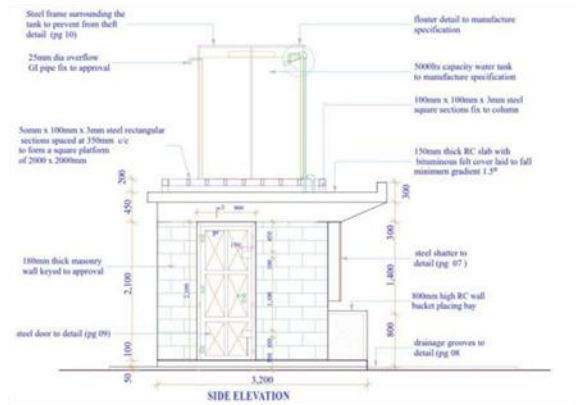 Steel frame surrounding the
tank to prevent from theft
detail (pg 10)
25mm dia overflow
GI pipe fix to approval
50mm x 100mm x 3mm steel rectangular
sections spaced at 350mm c/c
to form a square platform
of 2000 x 2000mm
180mm thick masonry
wall keyed to approval
steel door to detail (pg 09)
floater detail to manufacture
specification
5000ltrs capacity water tank
to manufacture specification
100mm x 100mm x 3mm steel
square sections fix to column
150mm thick RC slab with
bituminous felt cover laid to fall
minimum gradient 1.5°
steel shatter to
detail (pg 07 )
800mm high RC wall
bucket placing bay
drainage grooves to
detail (pg 08
200
450
2,100
100
50
300
300
1,400
800
900
2,100
450
3,200
SIDE ELEVATION